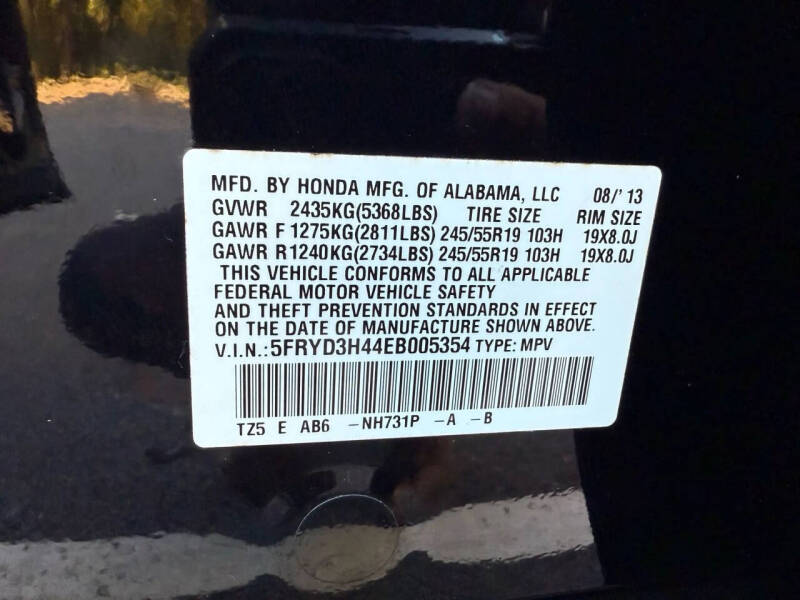 MFD. BY HONDA MFG. OF ALABAMA, LLC 08/'13
GVWR 2435KG(5368LBS) TIRE SIZE RIM SIZE
GAWR F 1275KG(2811LBS) 245/55R19 103H 19X8.0J
GAWR R1240KG(2734LBS) 245/55R19 103H 19X8.0J
THIS VEHICLE CONFORMS TO ALL APPLICABLE
FEDERAL MOTOR VEHICLE SAFETY
AND THEFT PREVENTION STANDARDS IN EFFECT
ON THE DATE OF MANUFACTURE SHOWN ABOVE.
V.I.N.:5FRYD3H44EB005354 TYPE: MPV
TZ5 E AB6 -NH731P -A -B